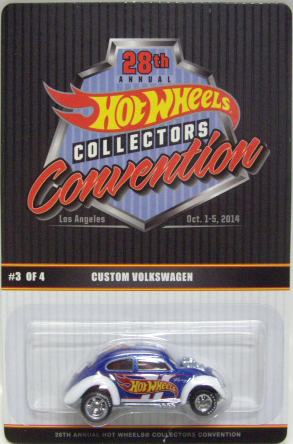 28th
ANNUAL
HOT WHEELS
COLLECTORS
Convention
Los Angeles Oct. 1-5, 2014
#3 OF 4 CUSTOM VOLKSWAGEN
HOT WHEELS
28TH ANNUAL HOT WHEELS® COLLECTORS CONVENTION